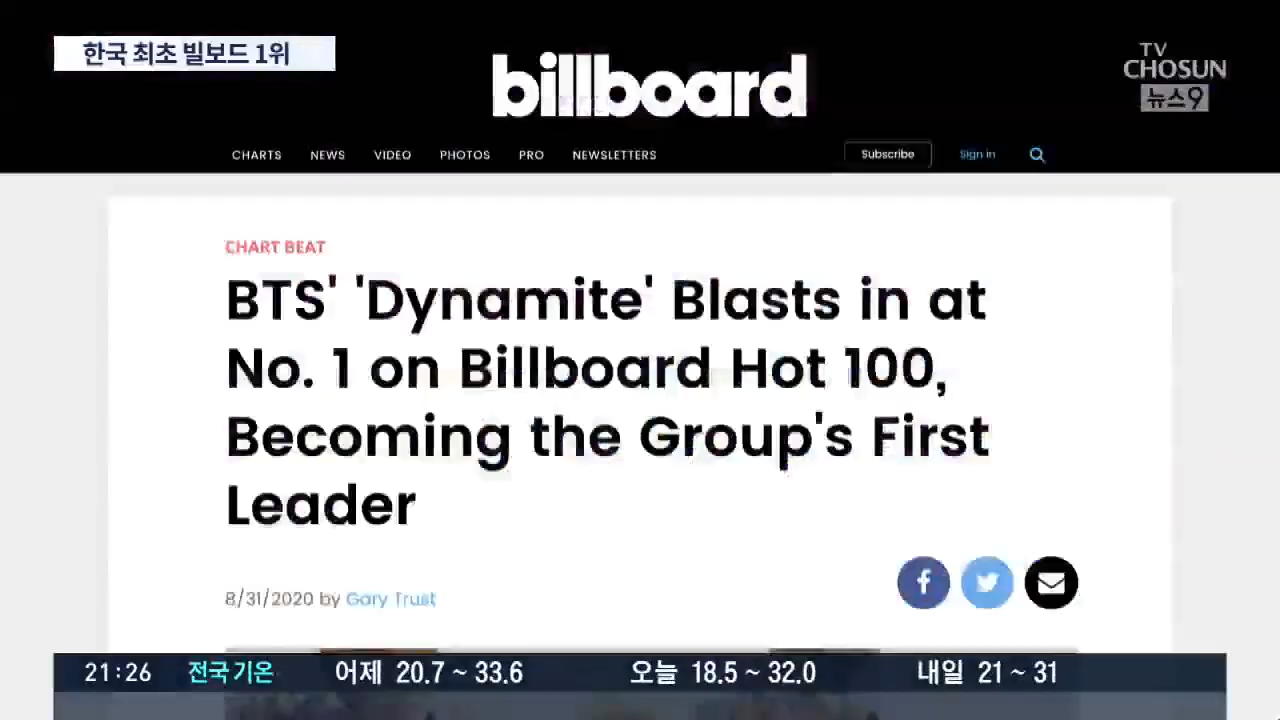 한국 최초 빌보드 1위
billboard
TV
CHOSUN
뉴스9
CHARTS NEWS VIDEO PHOTOS PRO NEWSLETTERS Subscribe Sign in
CHART BEAT
BTS' 'Dynamite' Blasts in at
No. 1 on Billboard Hot 100,
Becoming the Group's First
Leader
8/31/2020 by Gary Trust
21:26 전국 기온 어제 20.7 ~ 33.6 오늘 18.5 ~ 32.0 내일 21 ~ 31